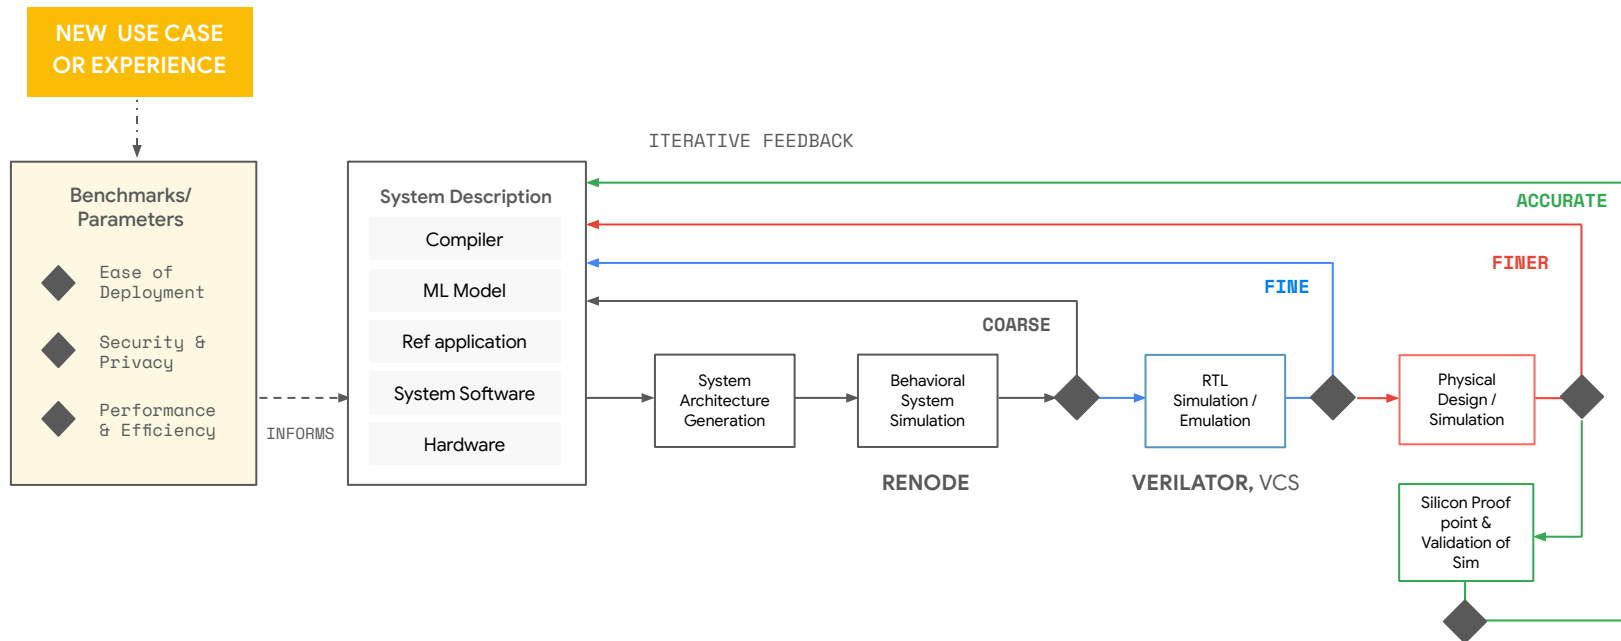 NEW USE CASE
OR EXPERIENCE
ITERATIVE FEEDBACK
Benchmarks/
Parameters
Ease of
Deployment
Security &
Privacy
Performance
& Efficiency
INFORMS
System Description
Compiler
ML Model
Ref application
System Software
Hardware
ACCURATE
FINER
FINE
COARSE
System
Architecture
Generation
Behavioral
System
Simulation
RENODE
RTL
Simulation /
Emulation
VERILATOR, VCS
Physical
Design /
Simulation
Silicon Proof
point &
Validation of
Sim